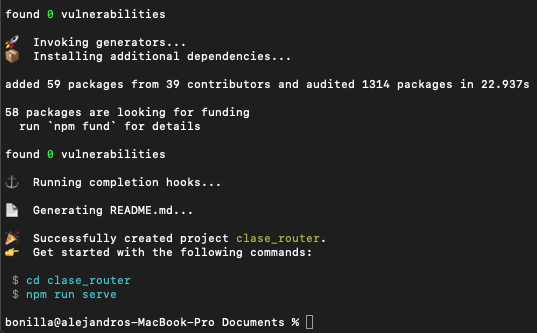 found 0 vulnerabilities
🚀  Invoking generators...
📦  Installing additional dependencies...
added 59 packages from 39 contributors and audited 1314 packages in 22.937s
58 packages are looking for funding
  run `npm fund` for details
found 0 vulnerabilities
⚓  Running completion hooks...
📄  Generating README.md...
🎉  Successfully created project clase_router.
👉  Get started with the following commands:
 $ cd clase_router
 $ npm run serve
bonilla@alejandros-MacBook-Pro Documents %